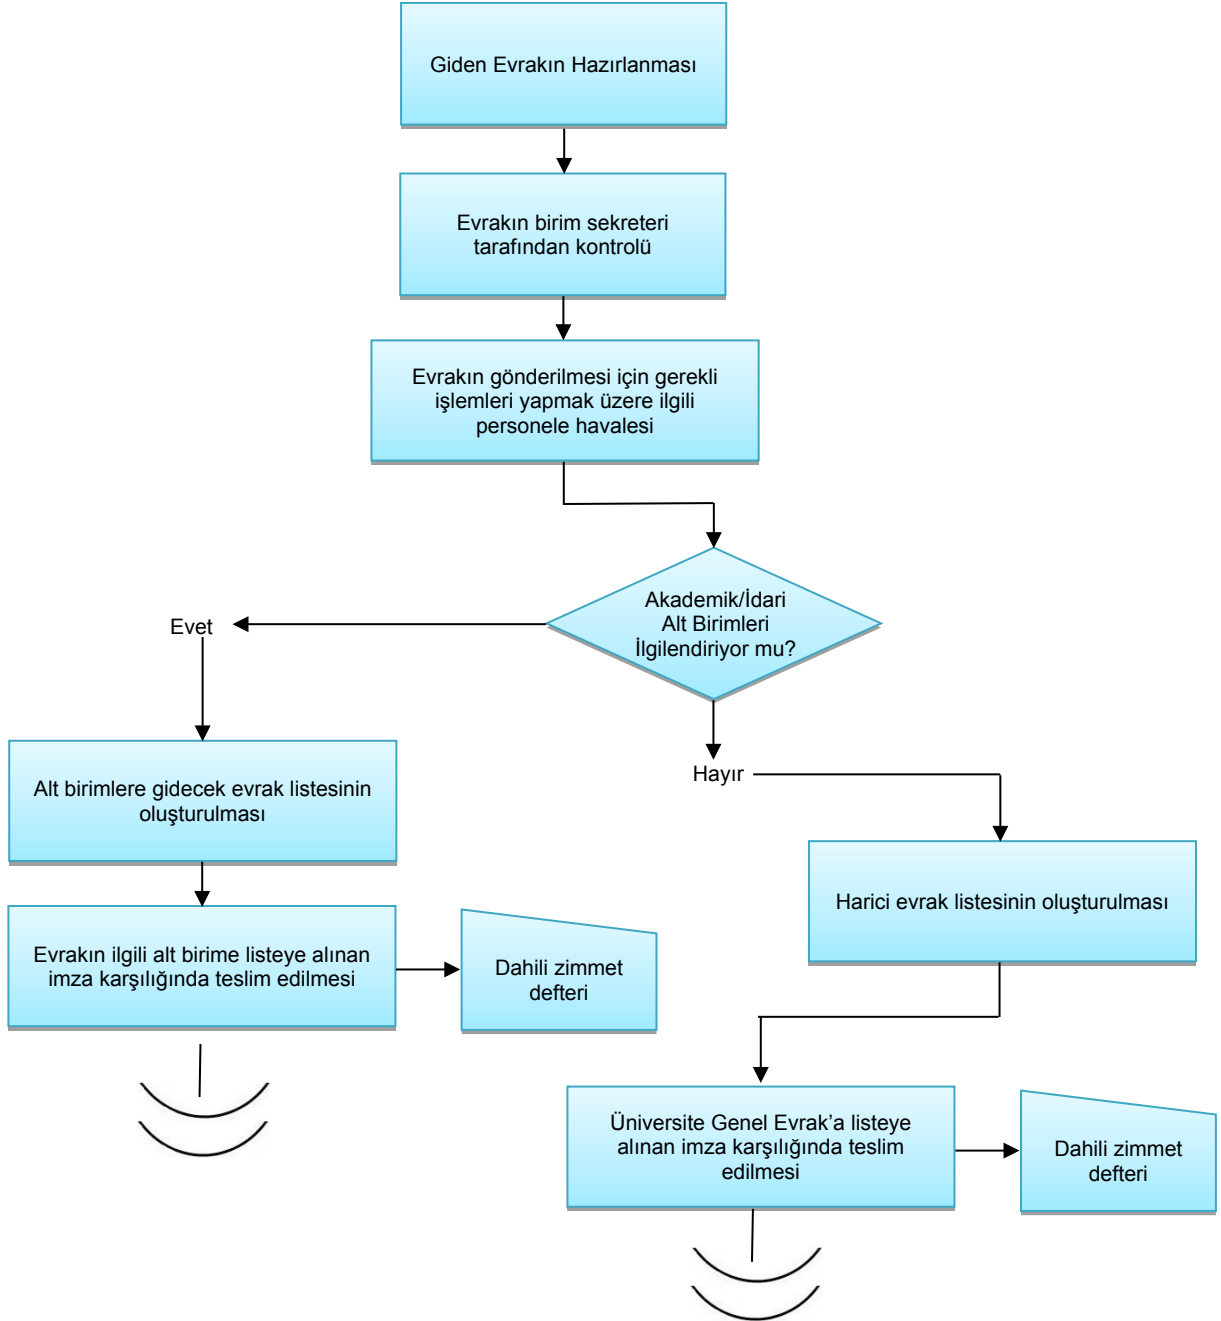 Giden Evrakın Hazırlanması
Evrakın birim sekreteri
tarafından kontrolü
Evrakın gönderilmesi için gerekli
işlemleri yapmak üzere ilgili
personele havalesi
Akademik/İdari
Alt Birimleri
İlgilendiriyor mu?
Evet
Hayır
Alt birimlere gidecek evrak listesinin
oluşturulması
Harici evrak listesinin oluşturulması
Evrakın ilgili alt birime listeye alınan
imza karşılığında teslim edilmesi
Dahili zimmet
defteri
Üniversite Genel Evrak’a listeye
alınan imza karşılığında teslim
edilmesi
Dahili zimmet
defteri